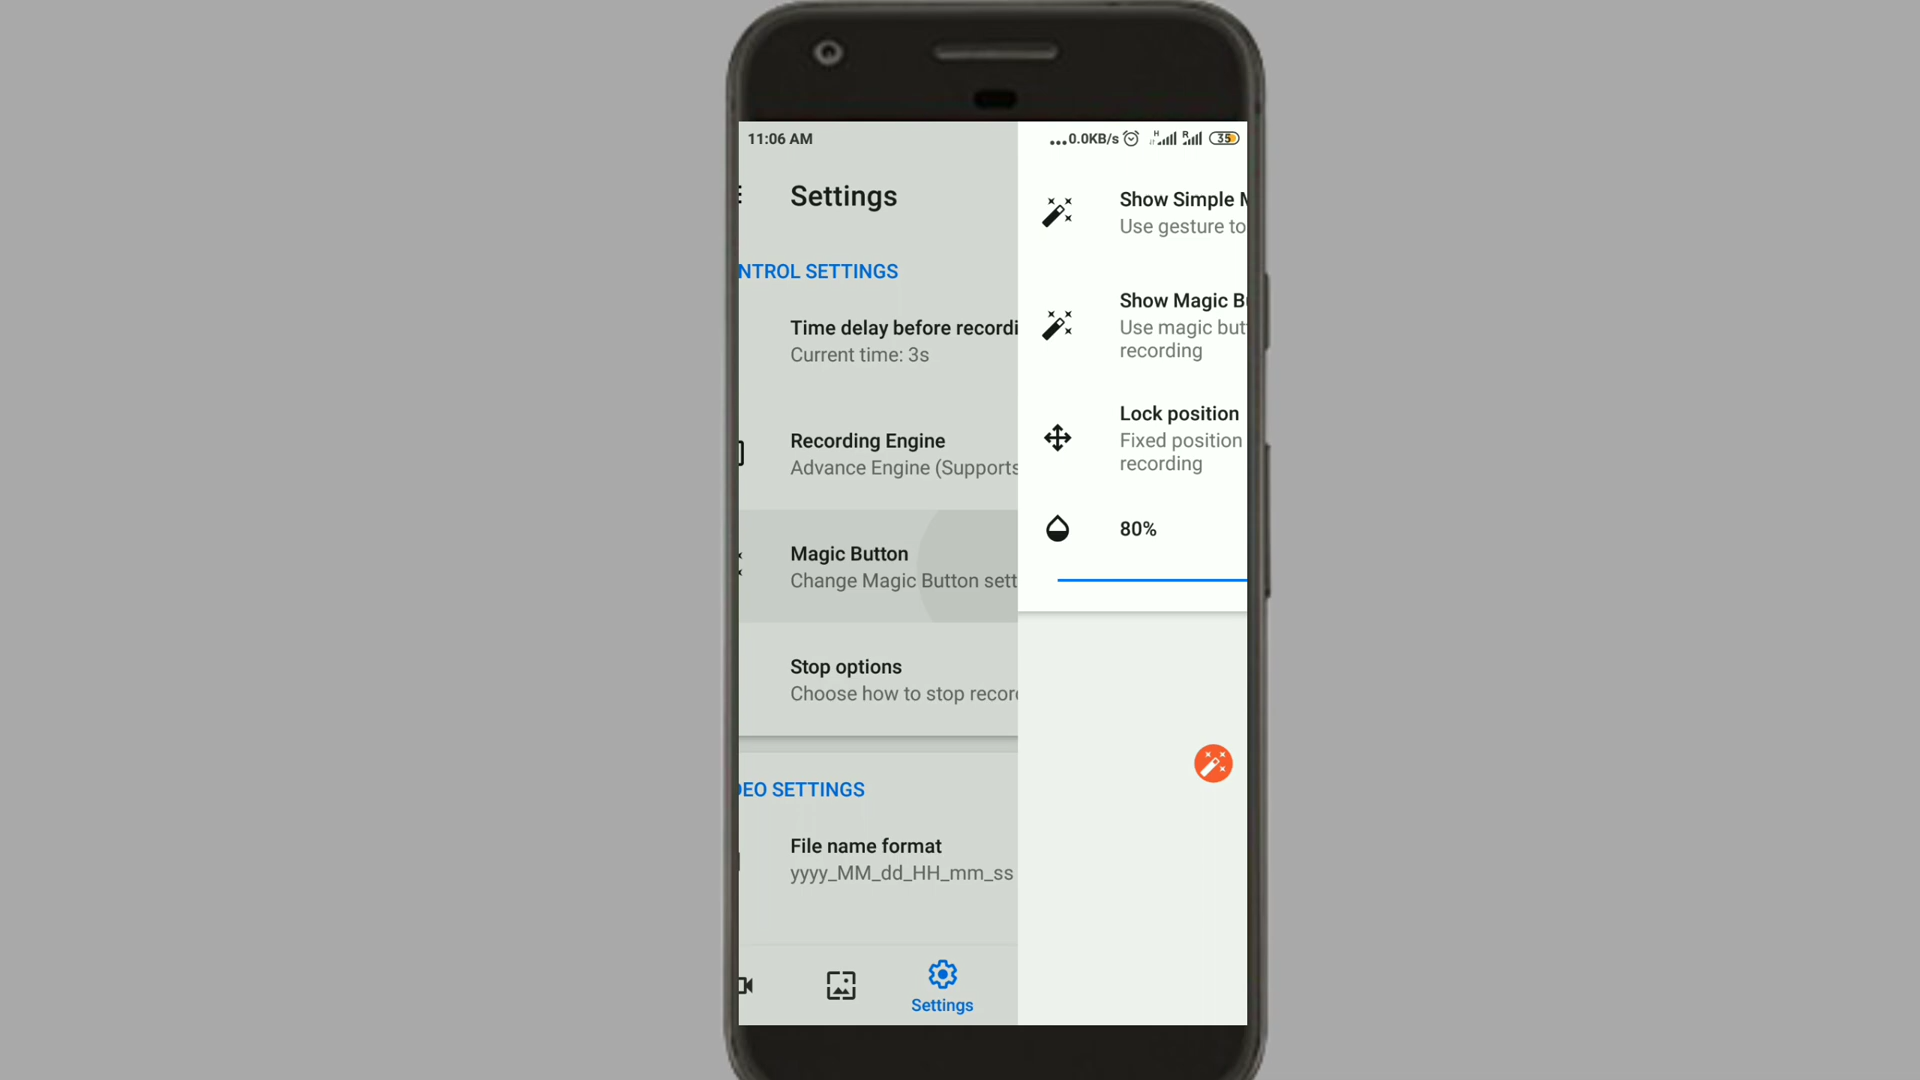 11:06 AM
...0.0KB/s
H
R
35
Settings
NTROL SETTINGS
Time delay before recordi
Current time: 3s
Recording Engine
Advance Engine (Supports
Magic Button
Change Magic Button sett
Stop options
Choose how to stop record
EO SETTINGS
File name format
yyyy_MM_dd_HH_mm_ss
Settings
Show Simple M
Use gesture to
Show Magic B
Use magic but
recording
Lock position
Fixed position
recording
80%